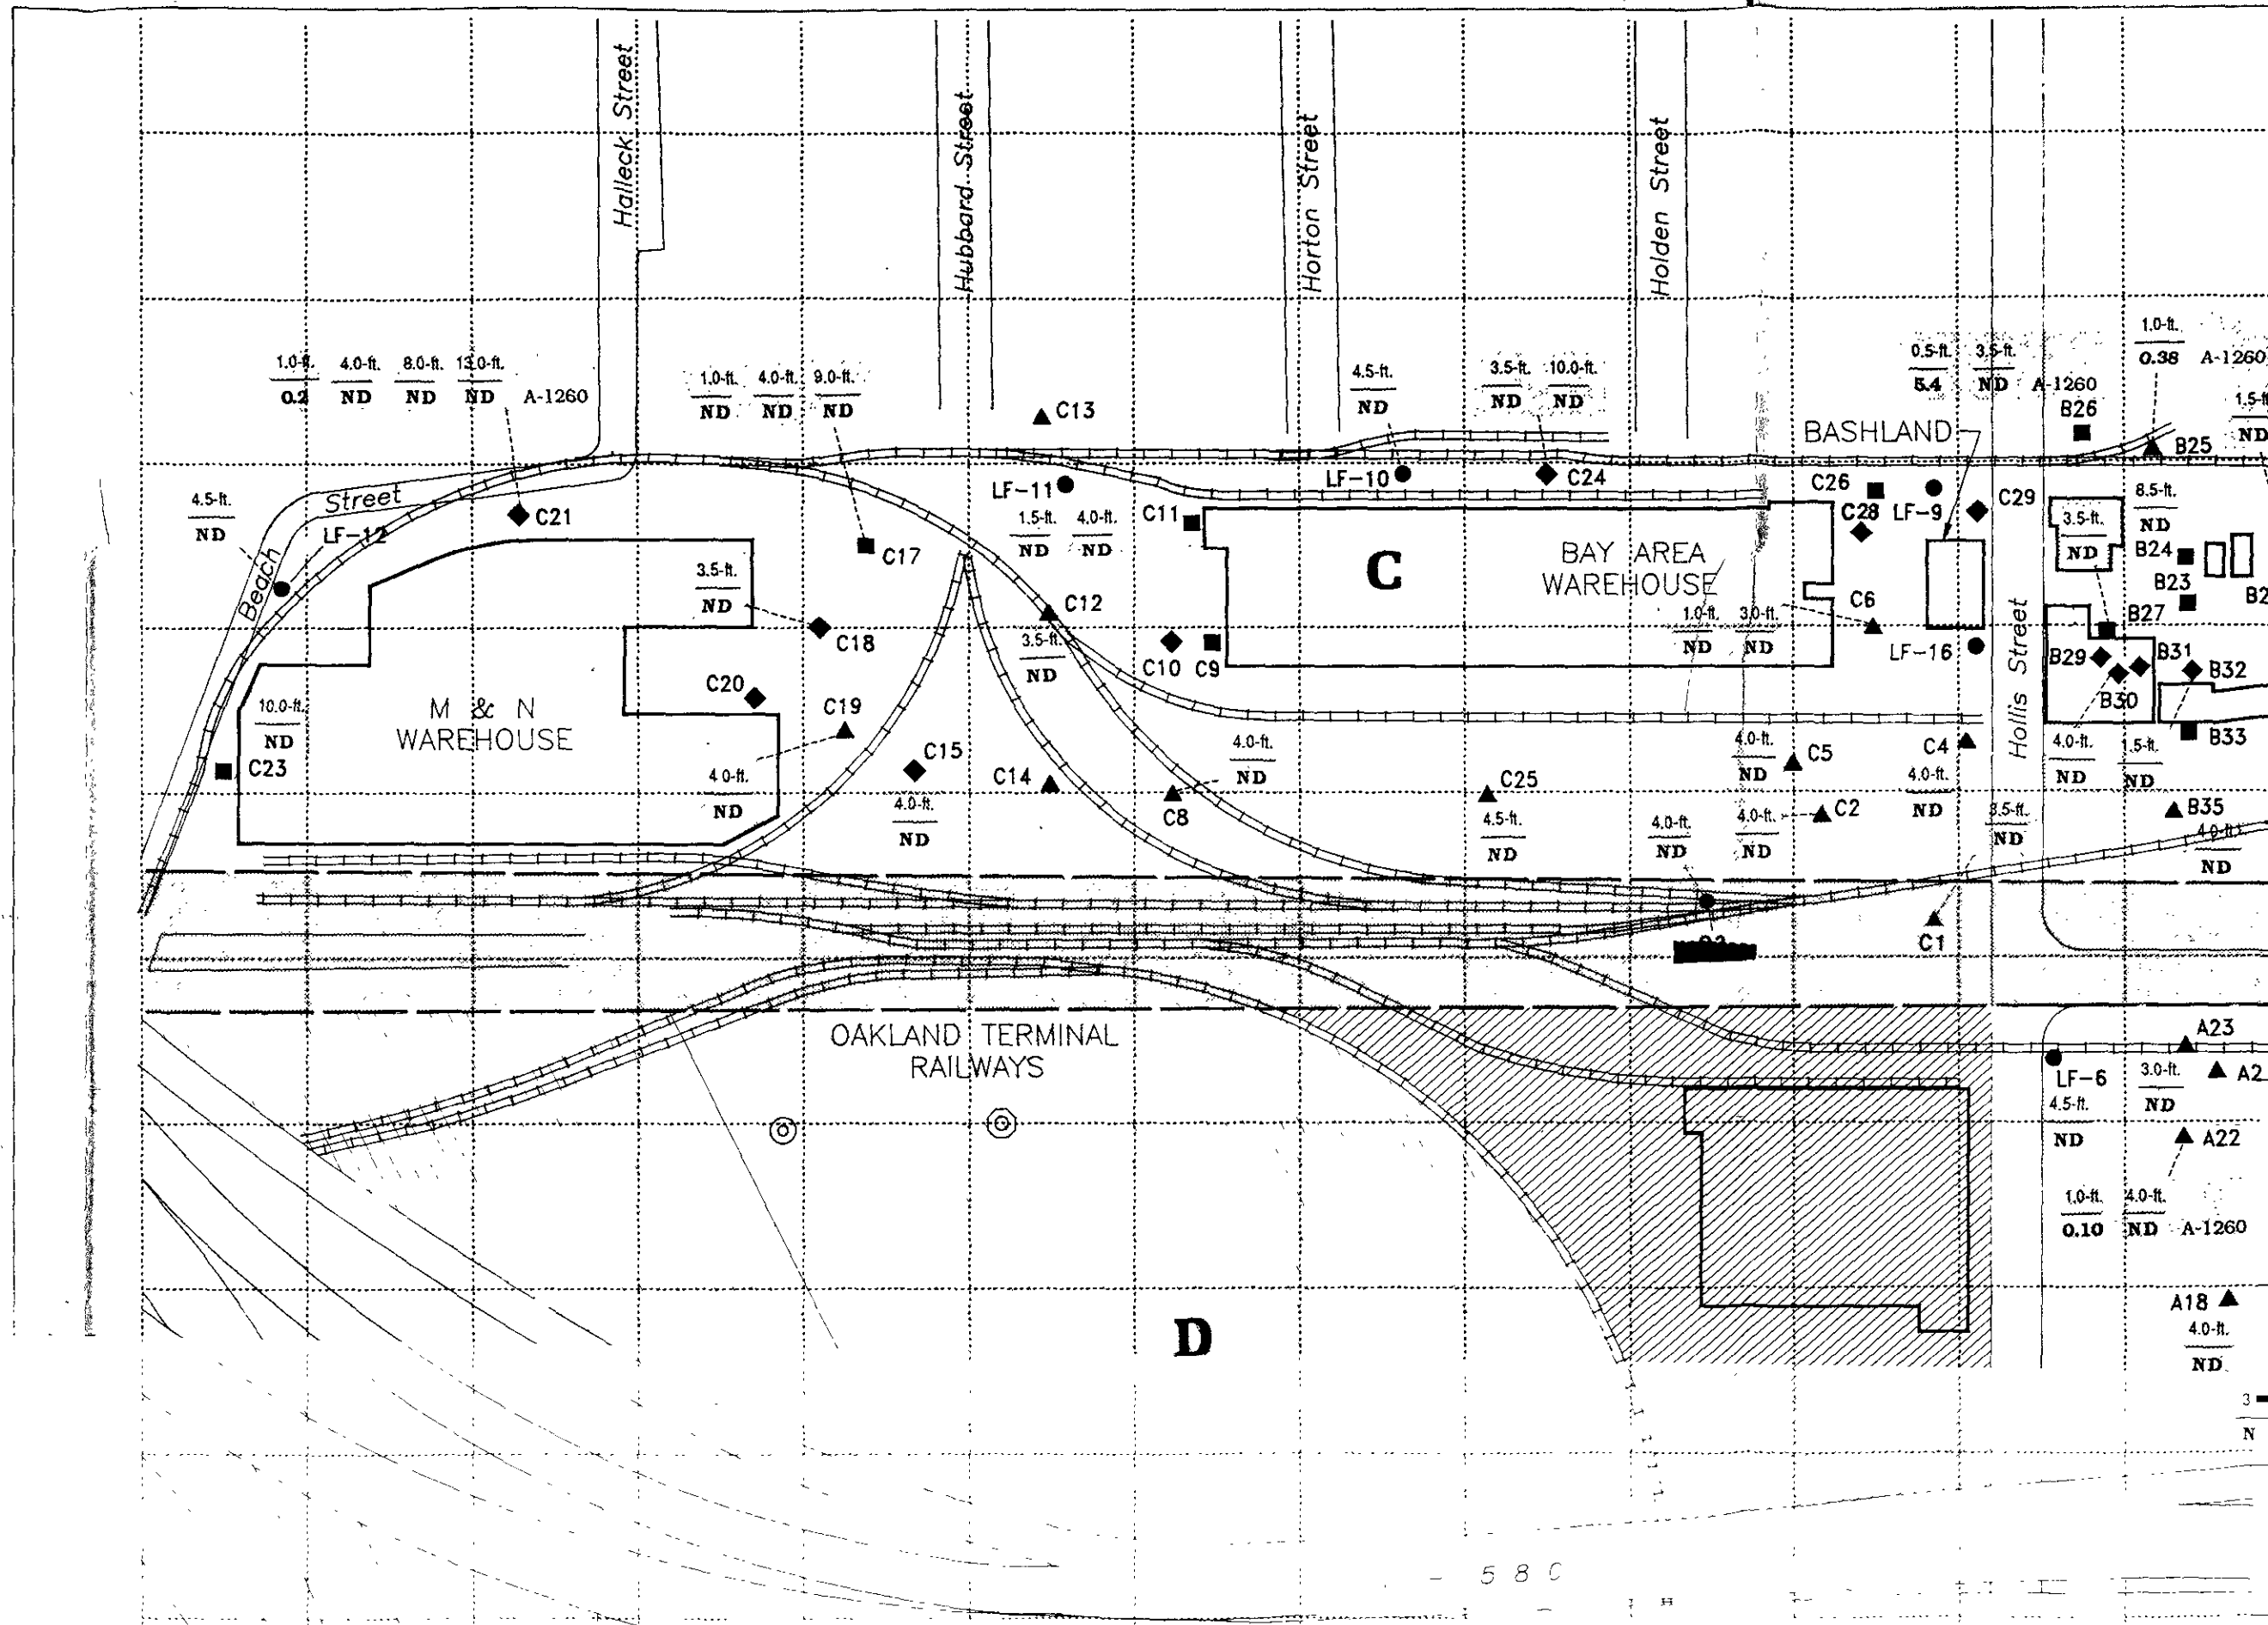 Halleck Street
Hubbard Street
Horton Street
Holden Street
1.0-ft. 4.0-ft. 8.0-ft. 13.0-ft.
0.2 ND ND ND A-1260
1.0-ft. 4.0-ft. 9.0-ft.
ND ND ND
4.5-ft.
ND
3.5-ft. 10.0-ft.
ND ND
0.5-ft. 3.5-ft.
5.4 ND A-1260
1.0-ft.
0.38 A-1260
1.5-ft
ND
C13
B26
BASHLAND
B25
4.5-ft.
ND
Street
Beach
LF-12
C21
C17
LF-11
1.5-ft. 4.0-ft.
ND ND
C11
LF-10
C24
C26
C28
LF-9
C29
3.5-ft.
ND
8.5-ft.
ND
B24
B23
B27
B2
C
BAY AREA
WAREHOUSE
3.5-ft.
ND
C18
C12
3.5-ft.
ND
C10
C9
1.0-ft. 3.0-ft.
ND ND
C6
LF-16
Hollis Street
B29
B31
B32
B30
B33
10.0-ft.
ND
C23
M & N
WAREHOUSE
C20
C19
4.0-ft.
ND
C15
4.0-ft.
ND
C14
4.0-ft.
ND
C8
C25
4.5-ft.
ND
4.0-ft.
ND
C5
C4
4.0-ft.
ND
4.0-ft.
ND
1.5-ft.
ND
4.0-ft.
ND
4.0-ft.
ND
C2
3.5-ft.
ND
B35
4.0-ft.
ND
C1
OAKLAND TERMINAL
RAILWAYS
A23
LF-6
4.5-ft.
ND
3.0-ft.
ND
A2
A22
1.0-ft. 4.0-ft.
0.10 ND A-1260
D
A18
4.0-ft.
ND
3
N